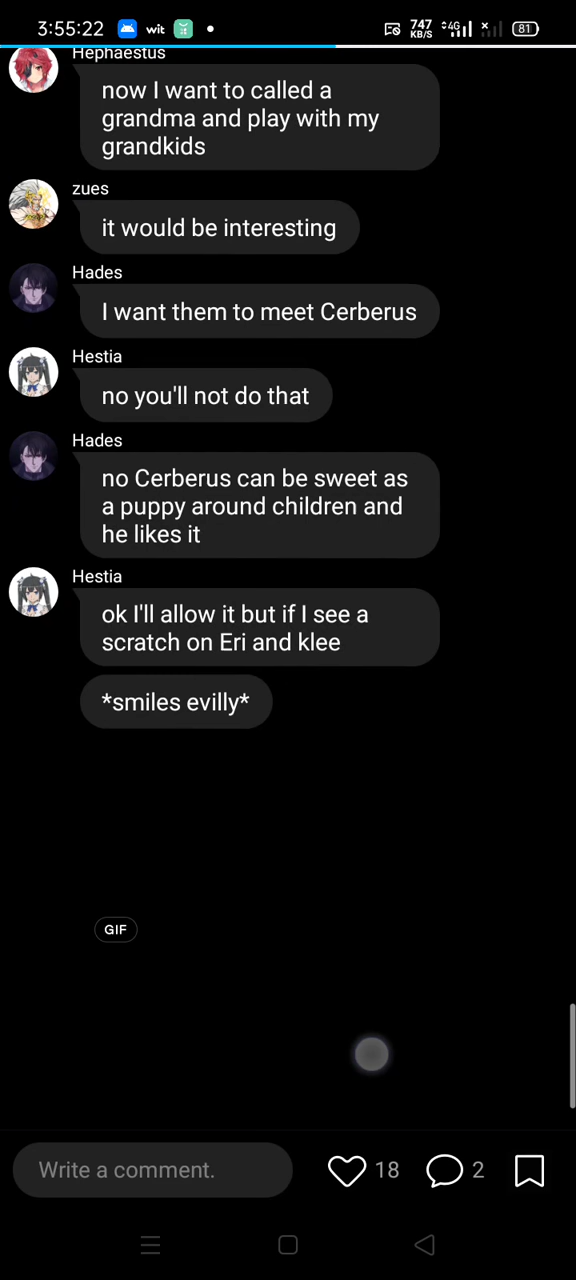 3:55:22
wit
747
KB/S
4G
81
Hephaestus
now I want to called a
grandma and play with my
grandkids
zues
it would be interesting
Hades
I want them to meet Cerberus
Hestia
no you'll not do that
Hades
no Cerberus can be sweet as
a puppy around children and
he likes it
Hestia
ok I'll allow it but if I see a
scratch on Eri and klee
*smiles evilly*
GIF
Write a comment.
18
2